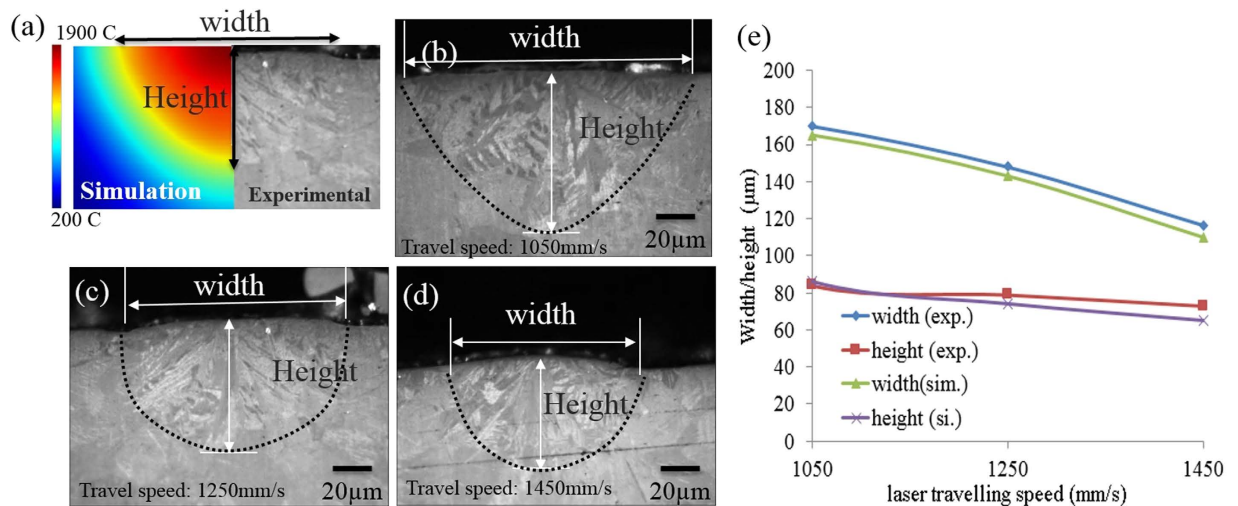 (a)
1900 C
width
Height
Simulation
Experimental
200 C
(b)
width
Height
Travel speed: 1050mm/s
20µm
(c)
width
Height
Travel speed: 1250mm/s
20µm
(d)
width
Height
Travel speed: 1450mm/s
20µm
(e)
Width/height (µm)
200
180
160
140
120
100
80
60
40
20
0
width (exp.)
height (exp.)
width(sim.)
height (si.)
1050
1250
1450
laser travelling speed (mm/s)